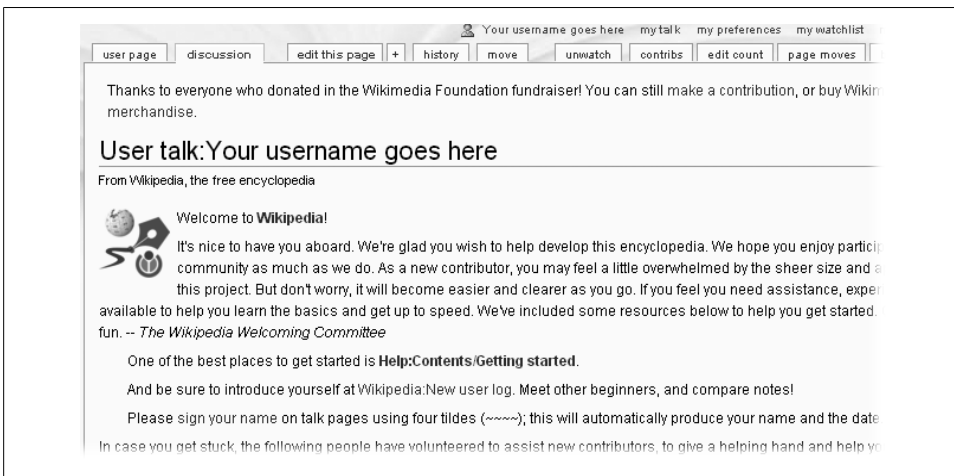 Your username goes here my talk my preferences my watchlist
user page discussion edit this page + history move unwatch contribs edit count page moves
Thanks to everyone who donated in the Wikimedia Foundation fundraiser! You can still make a contribution, or buy
merchandise.
User talk:Your username goes here
From Wikipedia, the free encyclopedia
Welcome to Wikipedia!
It's nice to have you aboard. We're glad you wish to help develop this encyclopedia. We hope you enjoy
community as much as we do. As a new contributor, you may feel a little overwhelmed by the sheer size and
this project. But don't worry, it will become easier and clearer as you go. If you feel you need assistance,
available to help you learn the basics and get up to speed. We've included some resources below to help you get started.
fun. -- The Wikipedia Welcoming Committee
One of the best places to get started is Help:Contents/Getting started.
And be sure to introduce yourself at Wikipedia:New user log. Meet other beginners, and compare notes!
Please sign your name on talk pages using four tildes (~~~~); this will automatically produce your name and the date
In case you get stuck, the following people have volunteered to assist new contributors, to give a helping hand and help